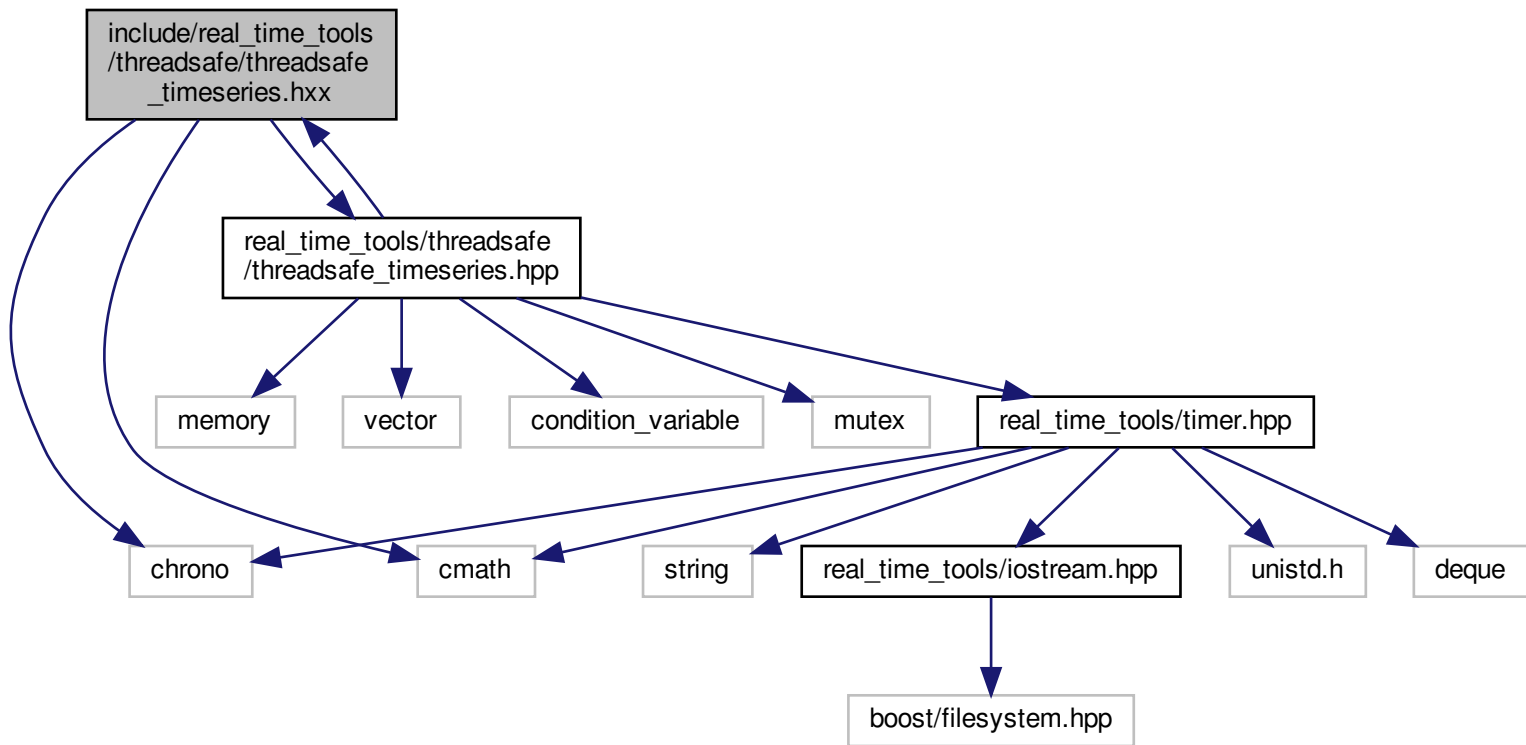 include/real_time_tools
/threadsafe/threadsafe
_timeseries.hxx
real_time_tools/threadsafe
/threadsafe_timeseries.hpp
memory
vector
condition_variable
mutex
real_time_tools/timer.hpp
chrono
cmath
string
real_time_tools/iostream.hpp
unistd.h
deque
boost/filesystem.hpp